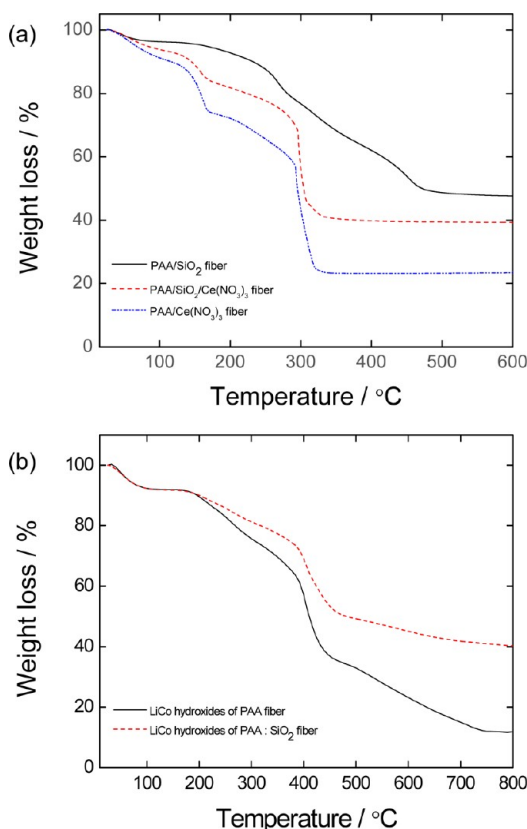 (a)
Weight loss / %
100
80
60
40
20
0
PAA/SiO₂ fiber
PAA/SiO₂/Ce(NO₃)₃ fiber
PAA/Ce(NO₃)₃ fiber
100 200 300 400 500 600
Temperature / °C
(b)
Weight loss / %
100
80
60
40
20
0
LiCo hydroxides of PAA fiber
LiCo hydroxides of PAA : SiO₂ fiber
100 200 300 400 500 600 700 800
Temperature / °C